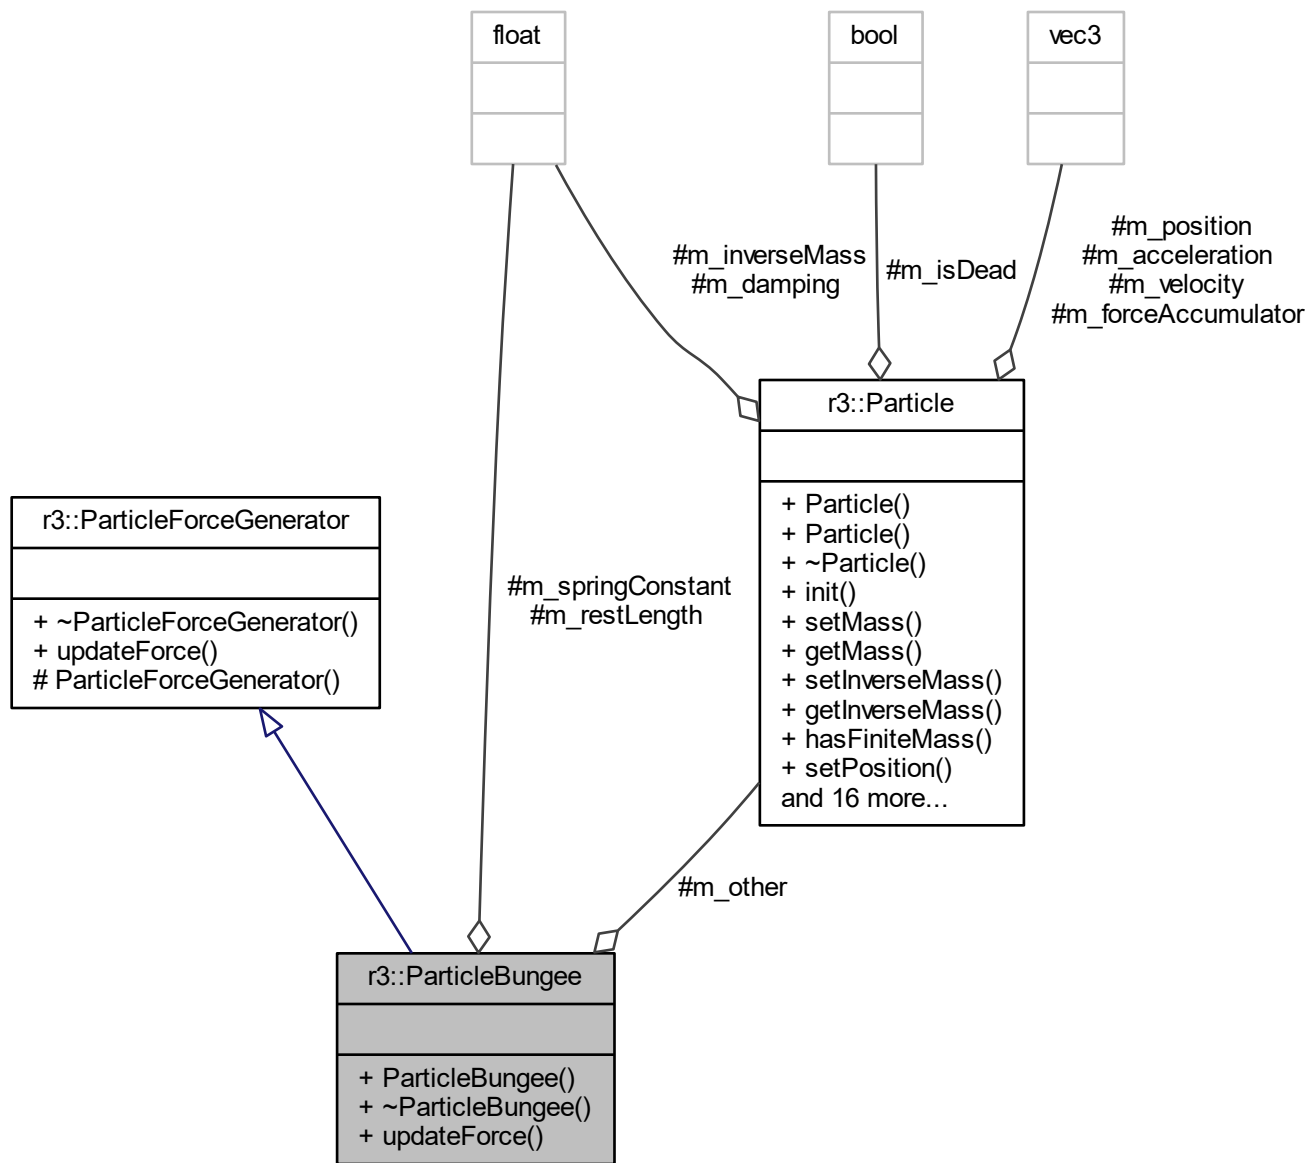 float
bool
vec3
#m_position
#m_acceleration
#m_velocity
#m_forceAccumulator
#m_inverseMass
#m_damping
#m_isDead
r3::Particle
+ Particle()
+ Particle()
+ ~Particle()
+ init()
+ setMass()
+ getMass()
+ setInverseMass()
+ getInverseMass()
+ hasFiniteMass()
+ setPosition()
and 16 more...
r3::ParticleForceGenerator
+ ~ParticleForceGenerator()
+ updateForce()
# ParticleForceGenerator()
#m_springConstant
#m_restLength
#m_other
r3::ParticleBungee
+ ParticleBungee()
+ ~ParticleBungee()
+ updateForce()